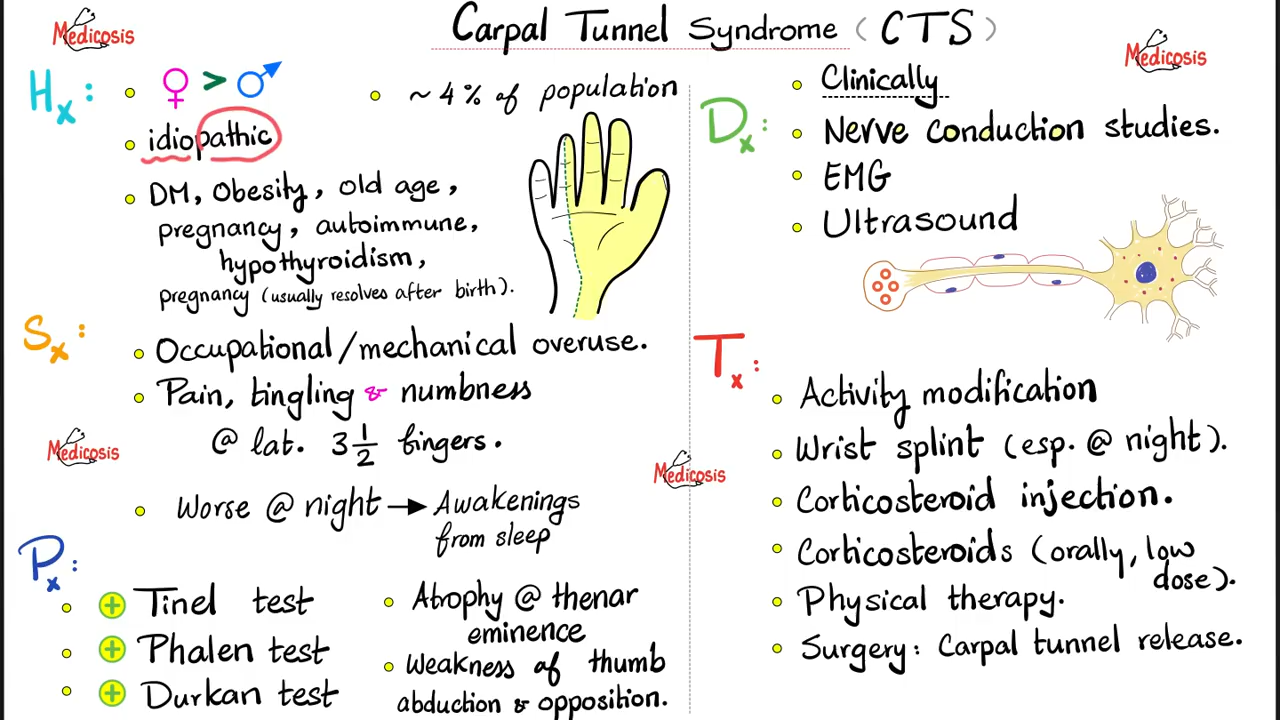 Carpal Tunnel Syndrome (CTS)
Medicosis
Medicosis
Hx:
♀ > ♂
~ 4% of population
idiopathic
DM, Obesity, old age,
pregnancy, autoimmune,
hypothyroidism,
pregnancy (usually resolves after birth).
Sx:
Occupational/mechanical overuse.
Pain, tingling & numbness
@ lat. 3 1/2 fingers.
Medicosis
Worse @ night → Awakenings
from sleep
Px:
+ Tinel test
+ Phalen test
+ Durkan test
Atrophy @ thenar
eminence
Weakness of thumb
abduction & opposition.
Dx:
Clinically
Nerve conduction studies.
EMG
Ultrasound
Tx:
Activity modification
Wrist splint (esp. @ night).
Medicosis
Corticosteroid injection.
Corticosteroids (orally, low
dose).
Physical therapy.
Surgery: Carpal tunnel release.